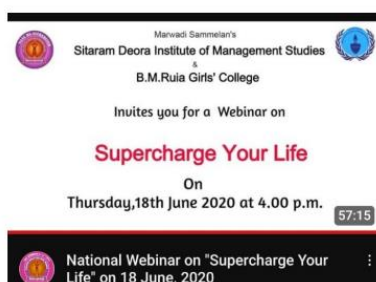 Marwadi Sammelan's
Sitaram Deora Institute of Management Studies
&
B.M.Ruia Girls' College
Invites you for a Webinar on
Supercharge Your Life
On
Thursday,18th June 2020 at 4.00 p.m.
57:15
National Webinar on "Supercharge Your
Life" on 18 June, 2020